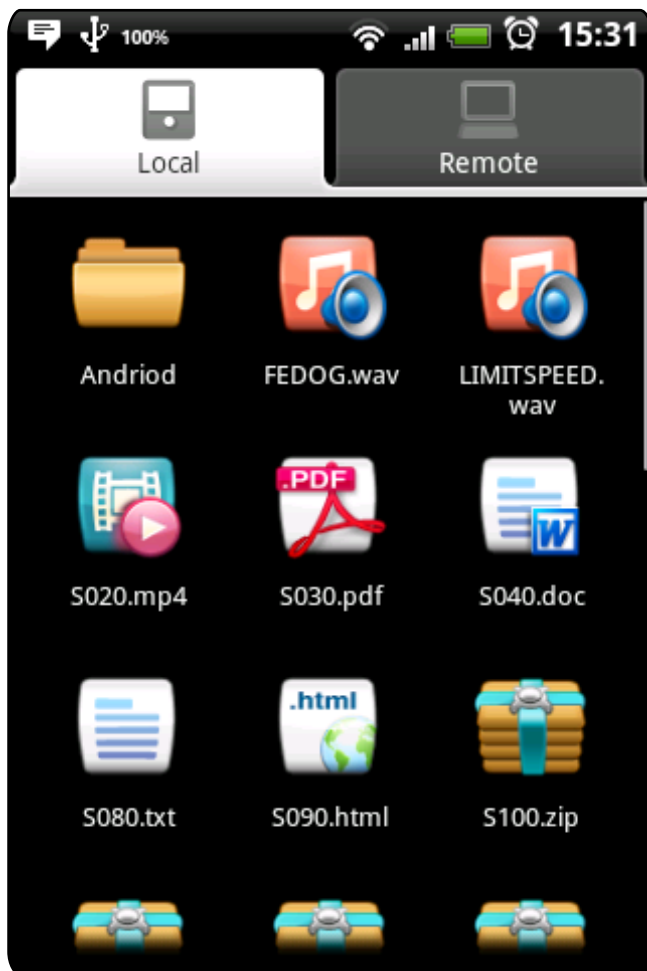 100% 15:31
Local Remote
Andriod FEDOG.wav LIMITSPEED.
wav
.PDF
W
S020.mp4 S030.pdf S040.doc
.html
S080.txt S090.html S100.zip